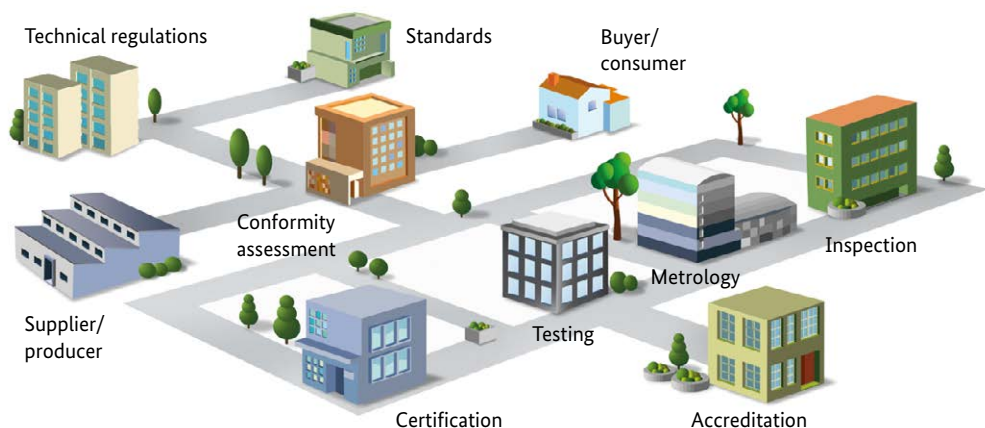 Technical regulations
Standards
Buyer/
consumer
Conformity
assessment
Inspection
Metrology
Supplier/
producer
Testing
Certification
Accreditation